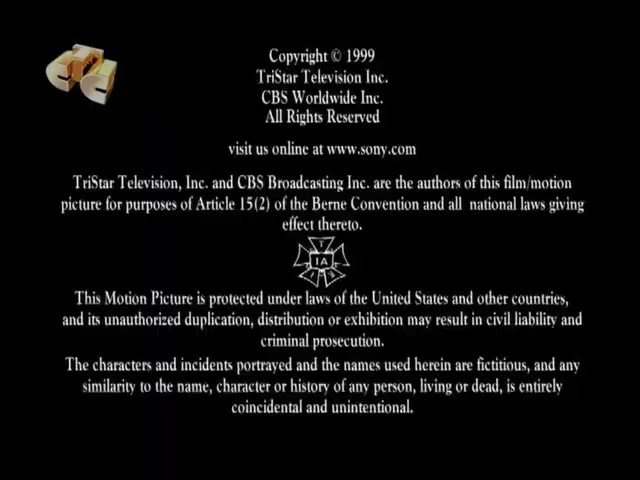 СТС
Copyright © 1999
TriStar Television Inc.
CBS Worldwide Inc.
All Rights Reserved
visit us online at www.sony.com
TriStar Television, Inc. and CBS Broadcasting Inc. are the authors of this film/motion
picture for purposes of Article 15(2) of the Berne Convention and all national laws giving
effect thereto.
T
IA
E
This Motion Picture is protected under laws of the United States and other countries,
and its unauthorized duplication, distribution or exhibition may result in civil liability and
criminal prosecution.
The characters and incidents portrayed and the names used herein are fictitious, and any
similarity to the name, character or history of any person, living or dead, is entirely
coincidental and unintentional.